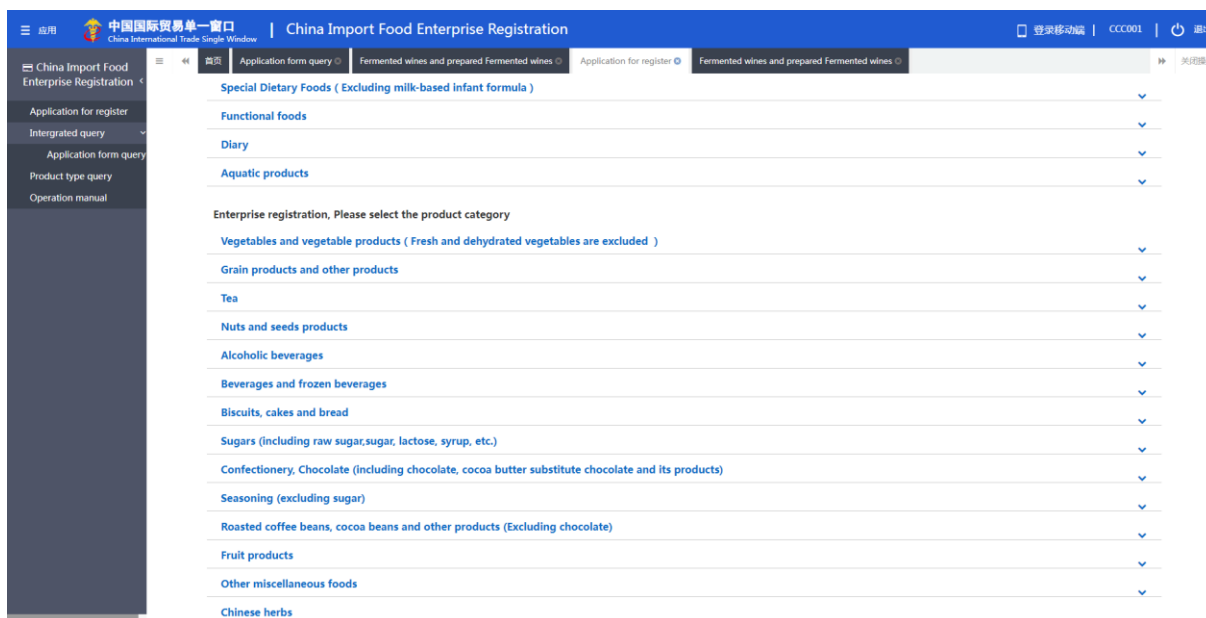 应用
中国国际贸易单一窗口
China International Trade Single Window
China Import Food Enterprise Registration
登录移动端
CCC001
China Import Food
Enterprise Registration
Application for register
Intergrated query
Application form query
Product type query
Operation manual
首页
Application form query
Fermented wines and prepared Fermented wines
Application for register
Fermented wines and prepared Fermented wines
Special Dietary Foods ( Excluding milk-based infant formula )
Functional foods
Diary
Aquatic products
Enterprise registration, Please select the product category
Vegetables and vegetable products ( Fresh and dehydrated vegetables are excluded )
Grain products and other products
Tea
Nuts and seeds products
Alcoholic beverages
Beverages and frozen beverages
Biscuits, cakes and bread
Sugars (including raw sugar,sugar, lactose, syrup, etc.)
Confectionery, Chocolate (including chocolate, cocoa butter substitute chocolate and its products)
Seasoning (excluding sugar)
Roasted coffee beans, cocoa beans and other products (Excluding chocolate)
Fruit products
Other miscellaneous foods
Chinese herbs